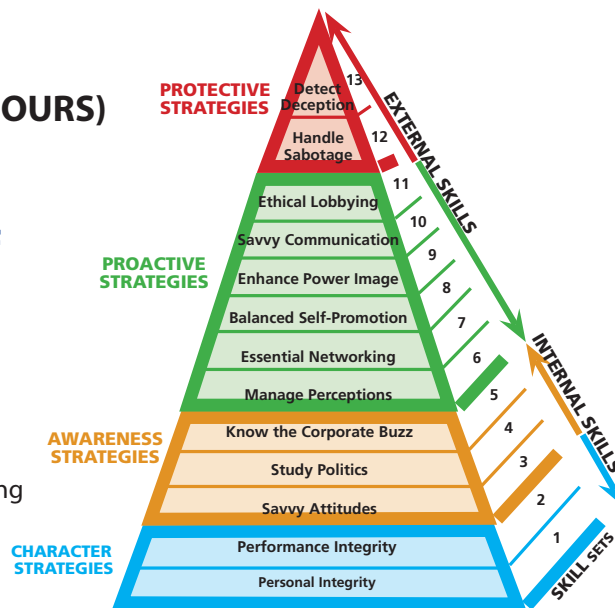 OURS)
PROTECTIVE
STRATEGIES
Detect
Deception
Handle
Sabotage
13
12
EXTERNAL SKILLS
PROACTIVE
STRATEGIES
Ethical Lobbying
Savvy Communication
Enhance Power Image
Balanced Self-Promotion
Essential Networking
Manage Perceptions
11
10
9
8
7
6
AWARENESS
STRATEGIES
Know the Corporate Buzz
Study Politics
Savvy Attitudes
5
4
3
INTERNAL SKILLS
ng
CHARACTER
STRATEGIES
Performance Integrity
Personal Integrity
2
1
SKILL SETS